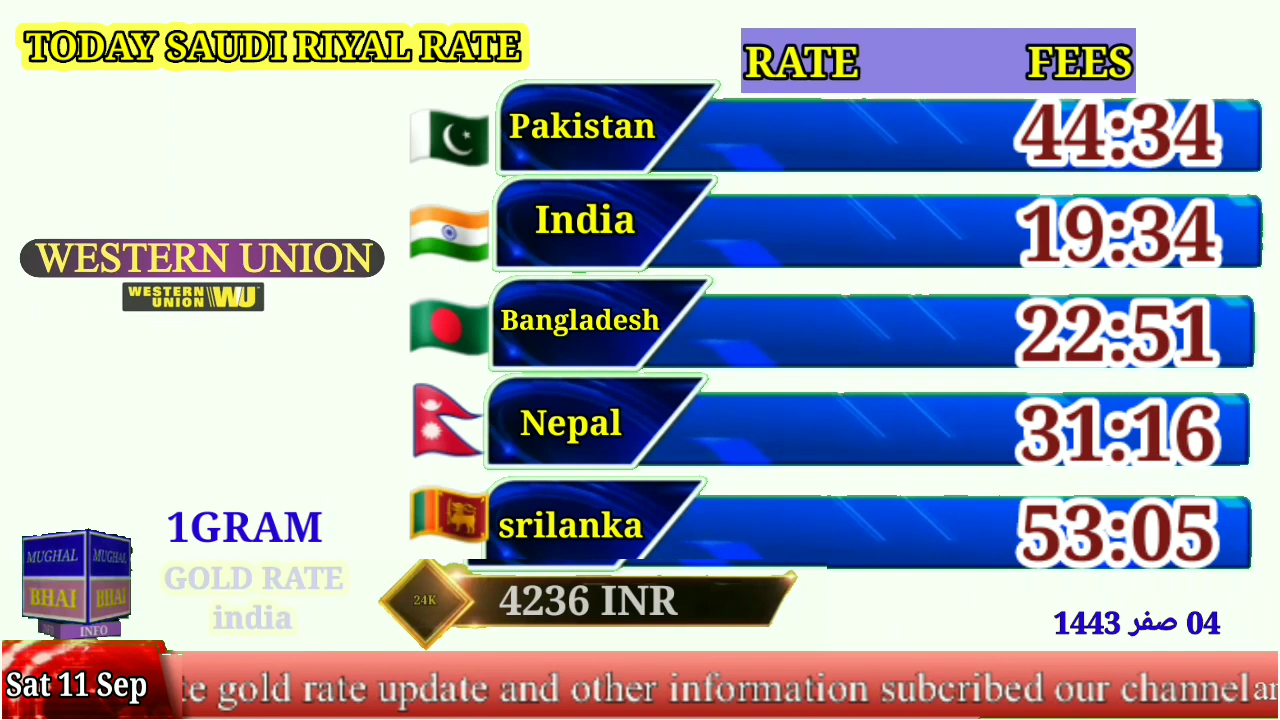 TODAY SAUDI RIYAL RATE
RATE FEES
Pakistan 44:34
India 19:34
WESTERN UNION
WESTERN UNION WU
Bangladesh 22:51
Nepal 31:16
srilanka 53:05
1GRAM
GOLD RATE
india
24K 4236 INR
MUGHAL MUGHAL
BHAI BHAI
INFO
04 صفر 1443
Sat 11 Sep
te gold rate update and other information subcribed our channel